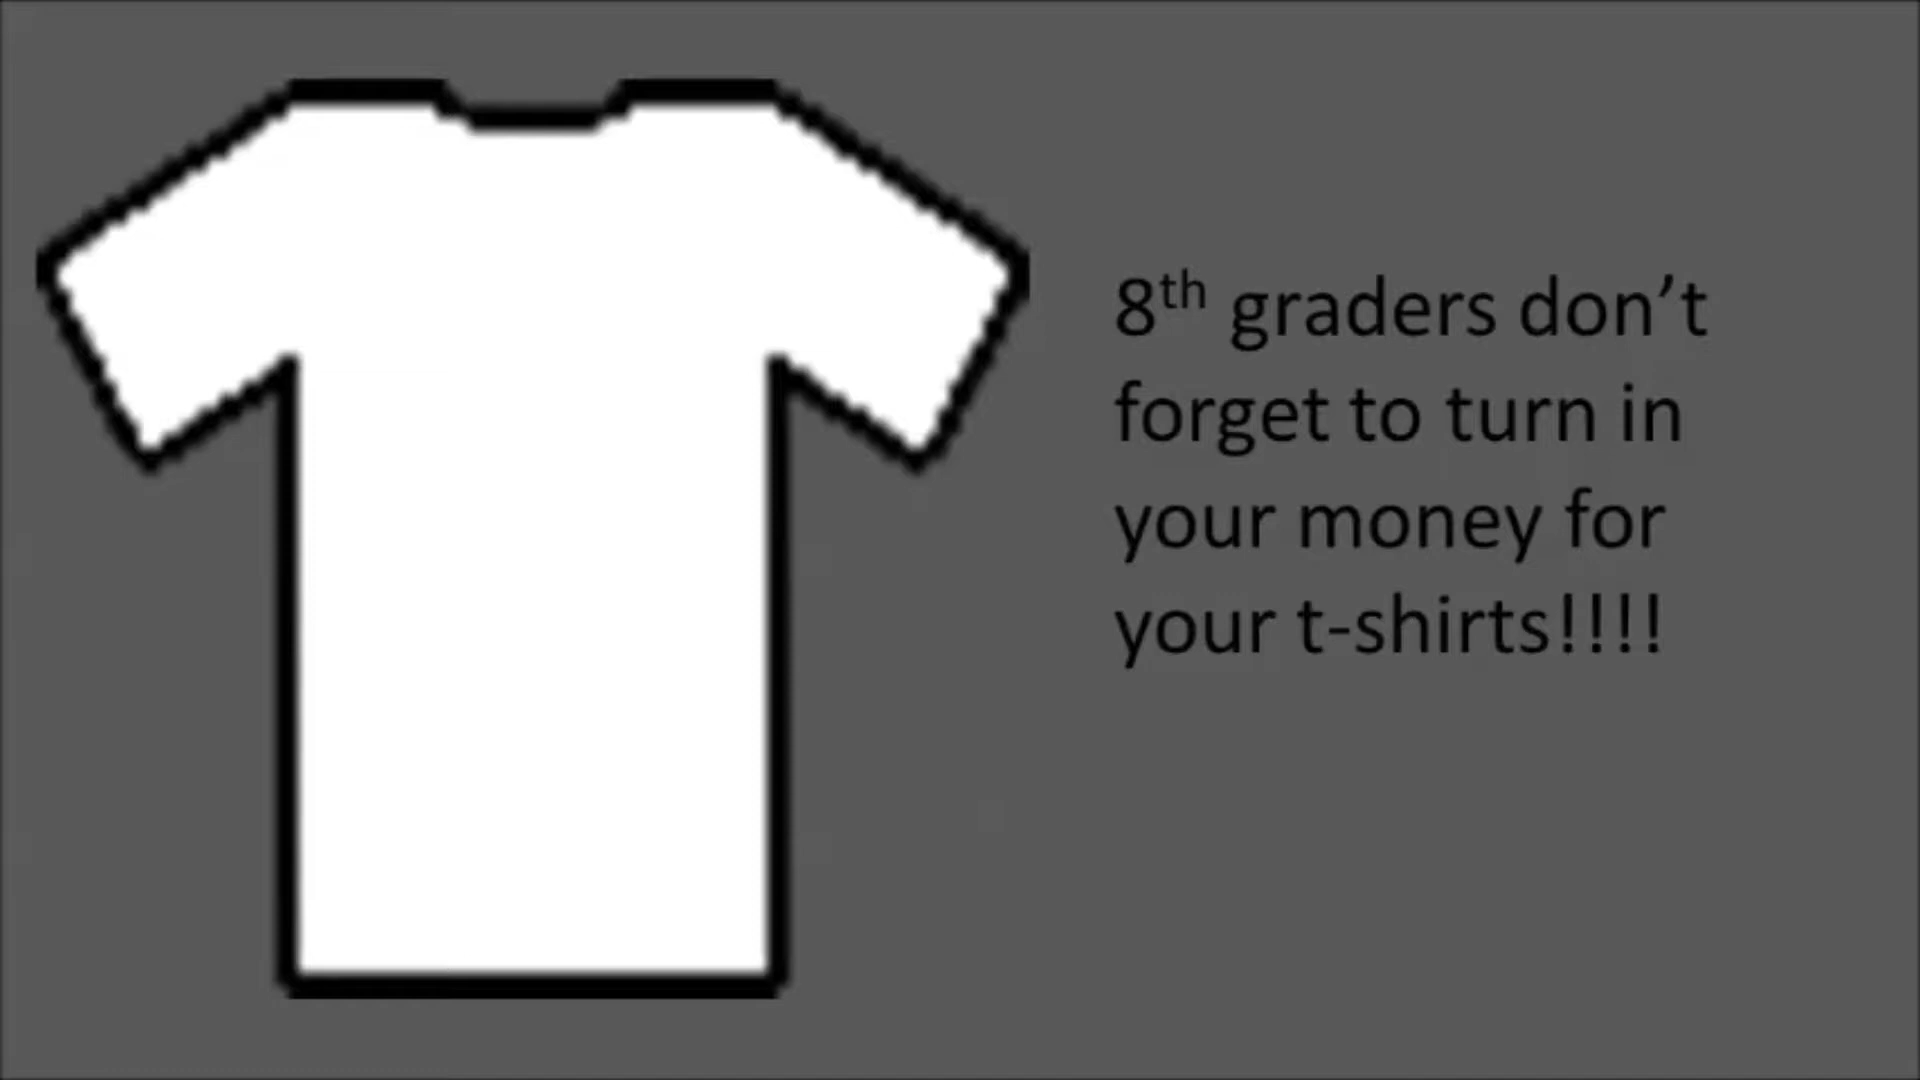 8th graders don’t
forget to turn in
your money for
your t-shirts!!!!